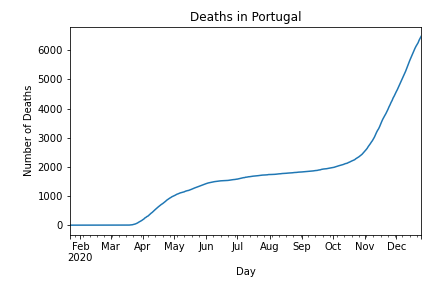 Deaths in Portugal
Number of Deaths
6000
5000
4000
3000
2000
1000
0
Feb Mar Apr May Jun Jul Aug Sep Oct Nov Dec
2020
Day